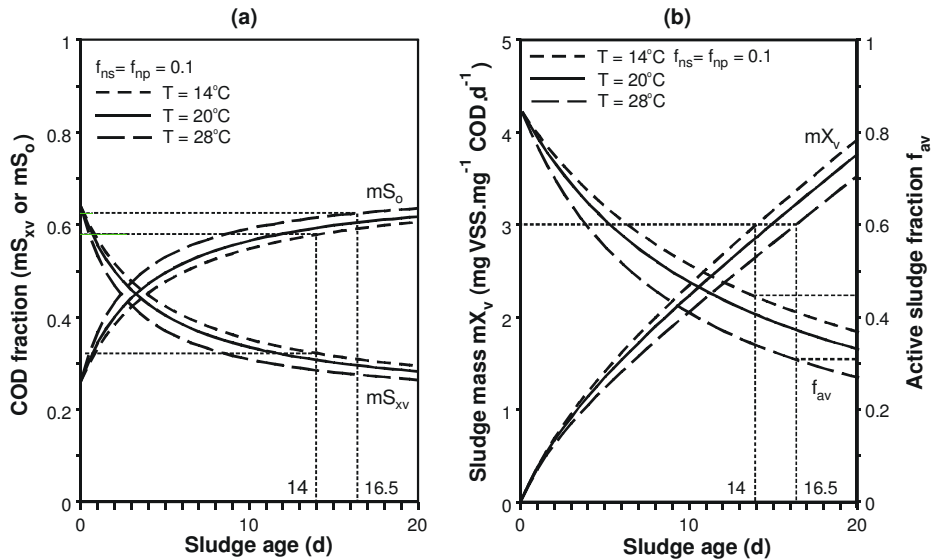 (a)
COD fraction (mSxv or mSo)
1
0.8
0.6
0.4
0.2
0
fns= fnp = 0.1
T = 14°C
T = 20°C
T = 28°C
mSo
mSxv
14
16.5
0
10
20
Sludge age (d)
(b)
Sludge mass mXv (mg VSS.mg-1 COD.d-1
5
4
3
2
1
0
T = 14°C fns= fnp = 0.1
T = 20°C
T = 28°C
mXv
fav
14
16.5
0
10
20
Sludge age (d)
1
0.8
0.6
0.4
0.2
0
Active sludge fraction fav